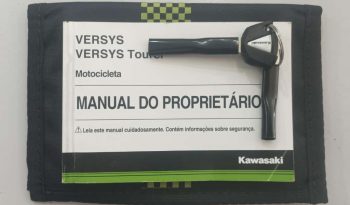 VERSYS
VERSYS Tourer
Motocicleta
MANUAL DO PROPRIETÁRIO
Leia este manual cuidadosamente. Contém informações sobre segurança.
Kawasaki